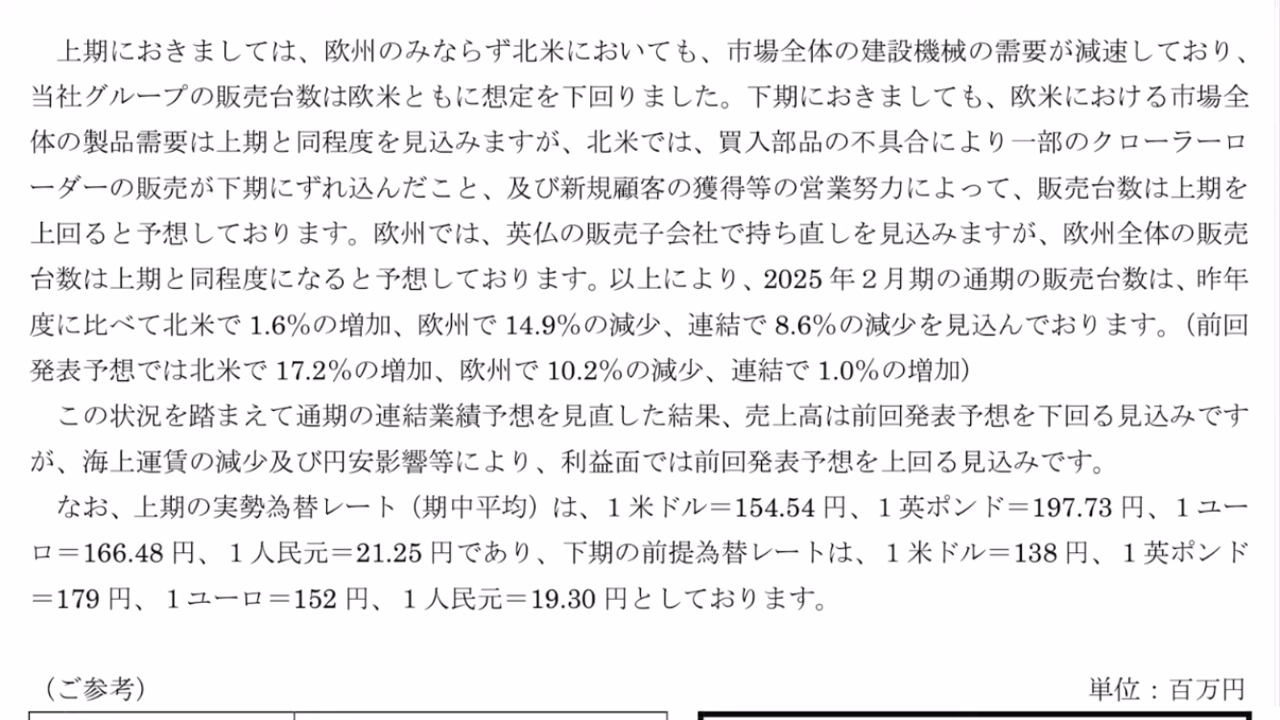 上期におきましては、欧州のみならず北米においても、市場全体の建設機械の需要が減速しており、
当社グループの販売台数は欧米ともに想定を下回りました。下期におきましても、欧米における市場全
体の製品需要は上期と同程度を見込みますが、北米では、買入部品の不具合により一部のクローラーロ
ーダーの販売が下期にずれ込んだこと、及び新規顧客の獲得等の営業努力によって、販売台数は上期を
上回ると予想しております。欧州では、英仏の販売子会社で持ち直しを見込みますが、欧州全体の販売
台数は上期と同程度になると予想しております。以上により、2025 年２月期の通期の販売台数は、昨年
度に比べて北米で 1.6%の増加、欧州で 14.9%の減少、連結で 8.6%の減少を見込んでおります。（前回
発表予想では北米で 17.2%の増加、欧州で 10.2%の減少、連結で 1.0%の増加）
この状況を踏まえて通期の連結業績予想を見直した結果、売上高は前回発表予想を下回る見込みです
が、海上運賃の減少及び円安影響等により、利益面では前回発表予想を上回る見込みです。
なお、上期の実勢為替レート（期中平均）は、１米ドル＝154.54 円、１英ポンド＝197.73 円、１ユー
ロ＝166.48 円、１人民元＝21.25 円であり、下期の前提為替レートは、１米ドル＝138 円、１英ポンド
＝179 円、１ユーロ＝152 円、１人民元＝19.30 円としております。
（ご参考） 単位：百万円